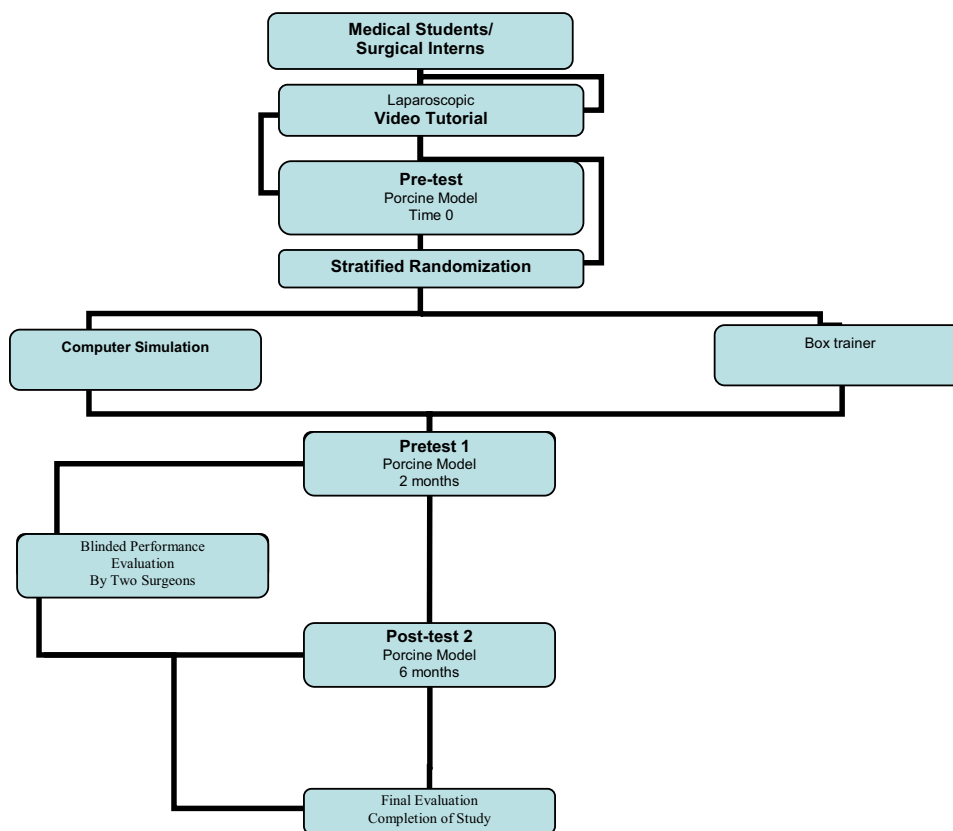 Medical Students/
Surgical Interns
Laparoscopic
Video Tutorial
Pre-test
Porcine Model
Time 0
Stratified Randomization
Computer Simulation
Box trainer
Pretest 1
Porcine Model
2 months
Blinded Performance
Evaluation
By Two Surgeons
Post-test 2
Porcine Model
6 months
Final Evaluation
Completion of Study